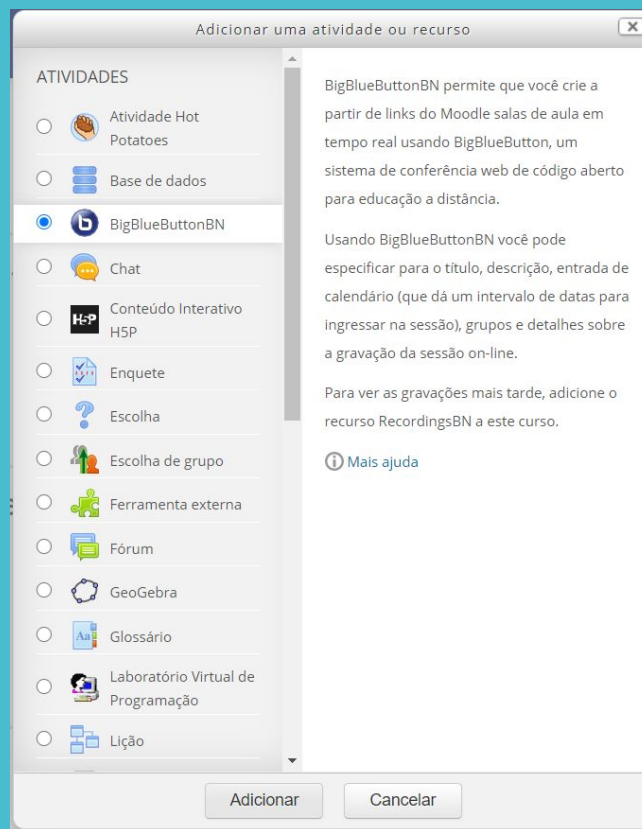 Adicionar uma atividade ou recurso
ATIVIDADES
Atividade Hot
Potatoes
Base de dados
BigBlueButtonBN
Chat
H5P
Conteúdo Interativo
H5P
Enquete
Escolha
Escolha de grupo
Ferramenta externa
Fórum
GeoGebra
Aa
Glossário
Laboratório Virtual de
Programação
Lição
BigBlueButtonBN permite que você crie a
partir de links do Moodle salas de aula em
tempo real usando BigBlueButton, um
sistema de conferência web de código aberto
para educação a distância.
Usando BigBlueButtonBN você pode
especificar para o título, descrição, entrada de
calendário (que dá um intervalo de datas para
ingressar na sessão), grupos e detalhes sobre
a gravação da sessão on-line.
Para ver as gravações mais tarde, adicione o
recurso RecordingsBN a este curso.
Mais ajuda
Adicionar
Cancelar